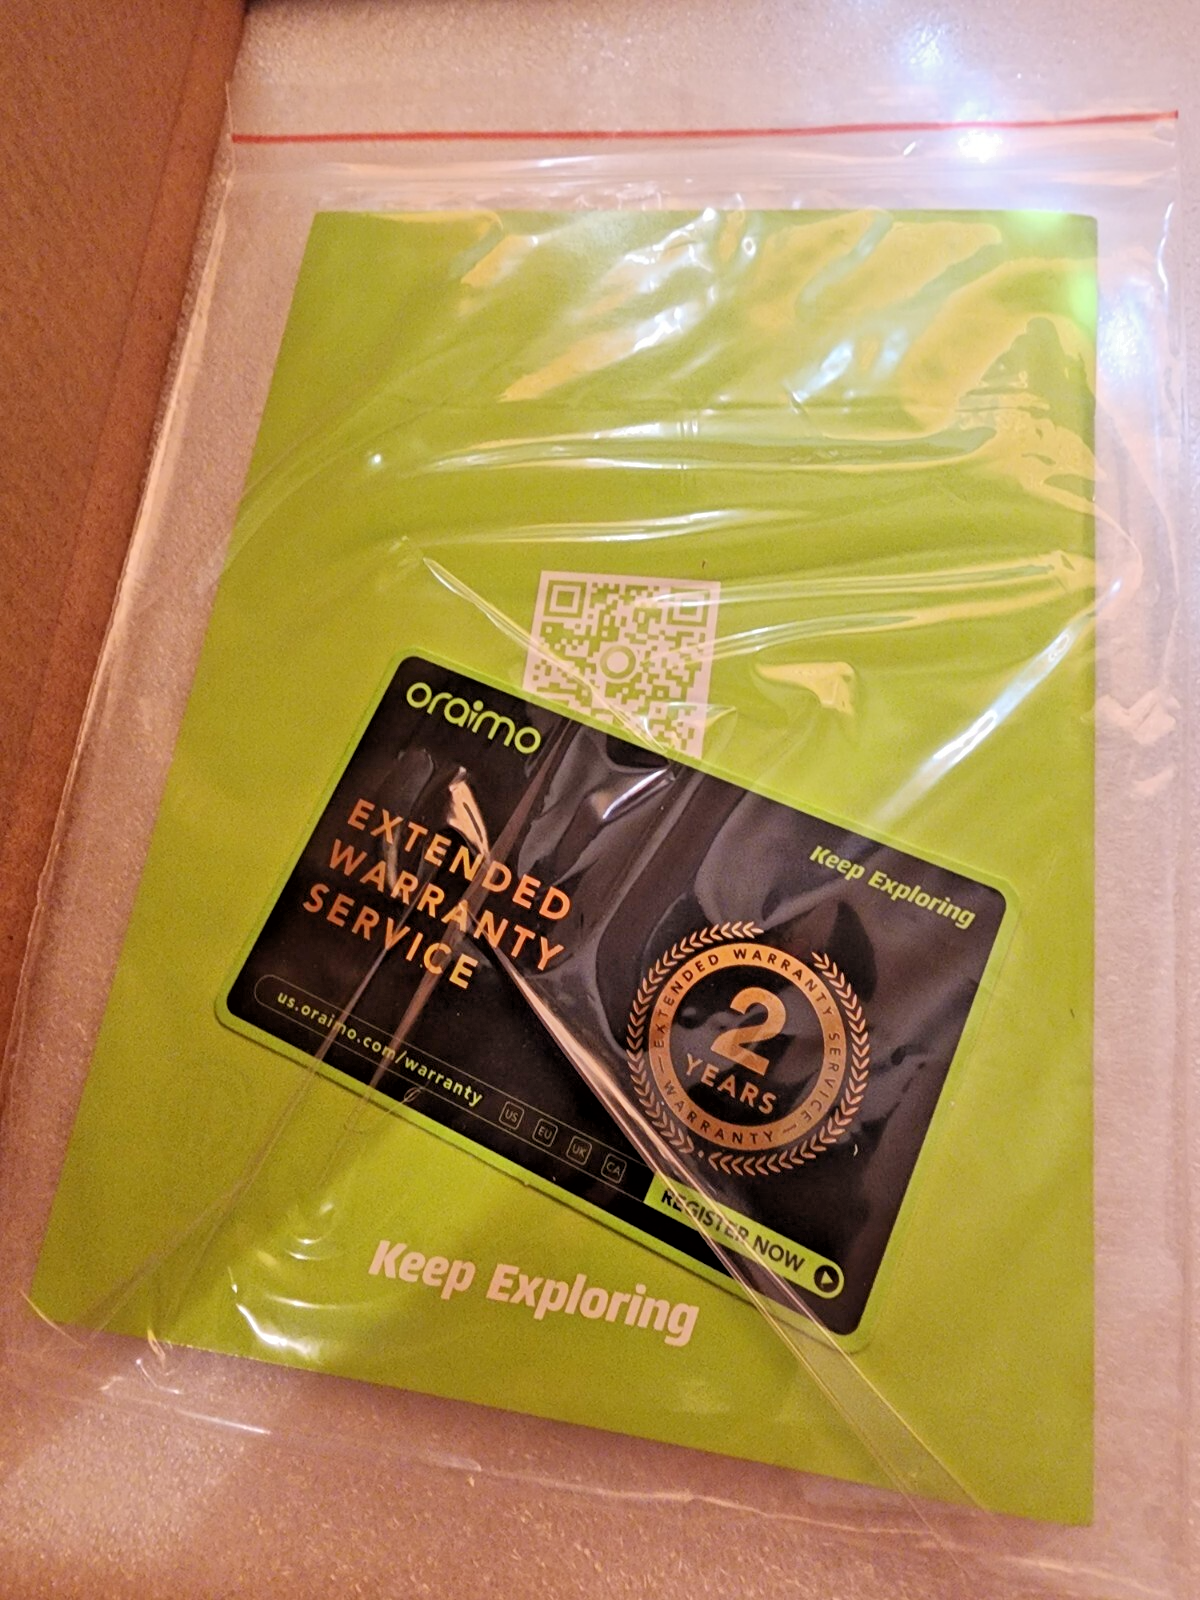 oraimo
Keep Exploring
EXTENDED
WARRANTY
SERVICE
EXTENDED WARRANTY SERVICE
2
YEARS
WARRANTY
us.oraimo.com/warranty
US EU UK CA
REGISTER NOW
Keep Exploring